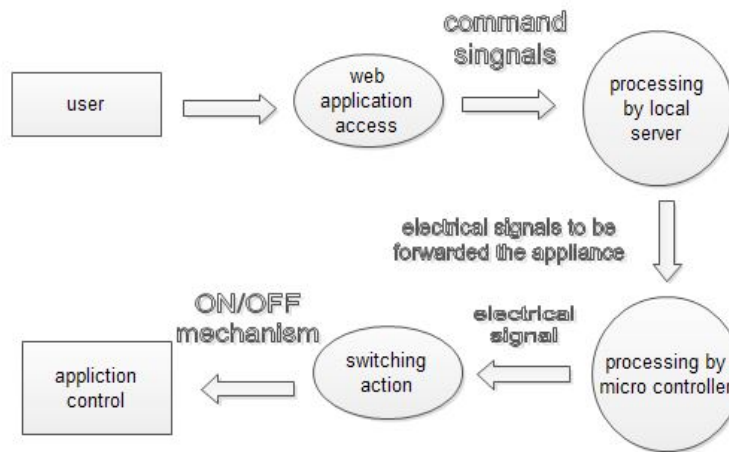 user
web
application
access
command
singnals
processing
by local
server
electrical signals to be
forwarded the appliance
processing by
micro controller
electrical
signal
switching
action
ON/OFF
mechanism
appliction
control